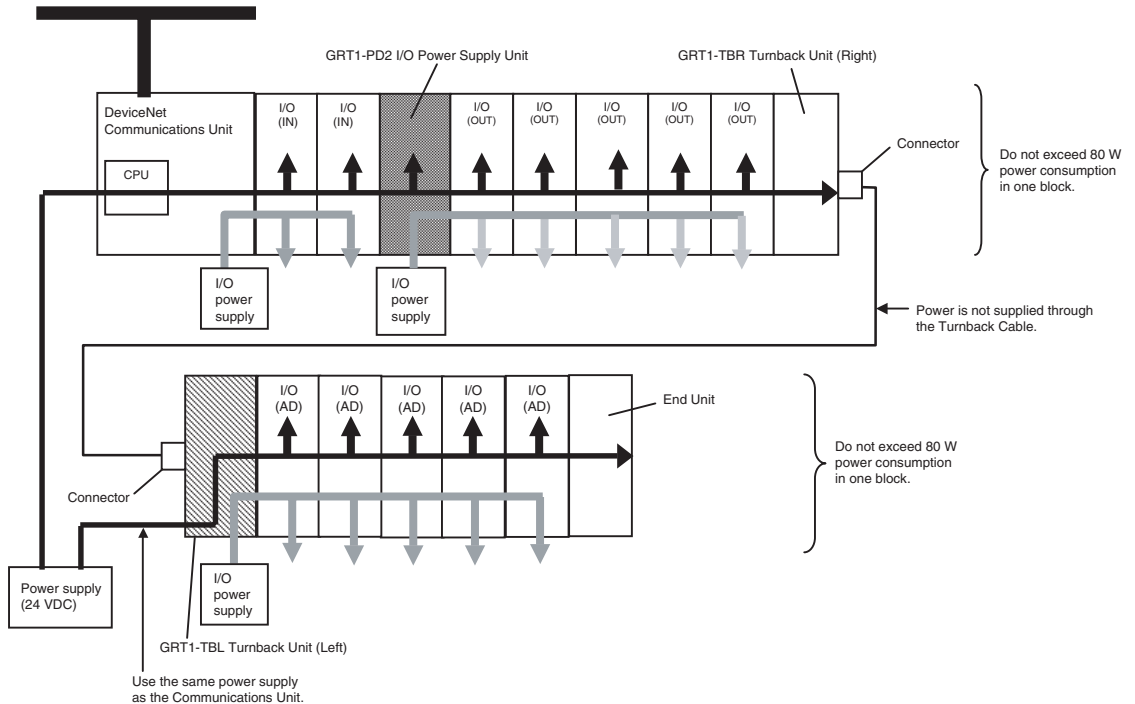 GRT1-PD2 I/O Power Supply Unit
GRT1-TBR Turnback Unit (Right)
DeviceNet
Communications Unit
CPU
I/O
(IN)
I/O
(IN)
I/O
(OUT)
I/O
(OUT)
I/O
(OUT)
I/O
(OUT)
I/O
(OUT)
Connector
Do not exceed 80 W
power consumption
in one block.
I/O
power
supply
I/O
power
supply
Power is not supplied through
the Turnback Cable.
I/O
(AD)
I/O
(AD)
I/O
(AD)
I/O
(AD)
I/O
(AD)
End Unit
Do not exceed 80 W
power consumption
in one block.
Connector
Power supply
(24 VDC)
I/O
power
supply
GRT1-TBL Turnback Unit (Left)
Use the same power supply
as the Communications Unit.